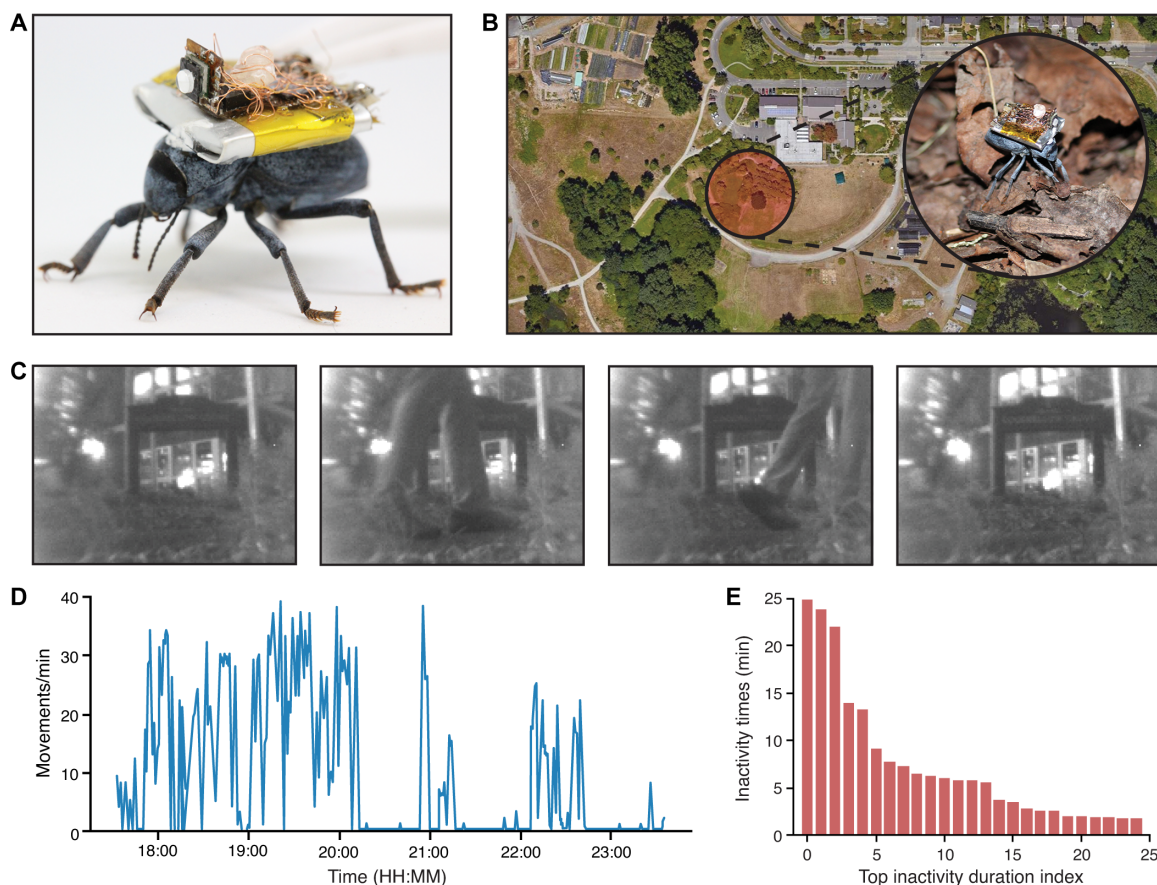 A
B
C
D
40
30
20
10
0
Movements/min
18:00
19:00
20:00
21:00
22:00
23:00
Time (HH:MM)
E
25
20
15
10
5
0
Inactivity times (min)
0
5
10
15
20
25
Top inactivity duration index